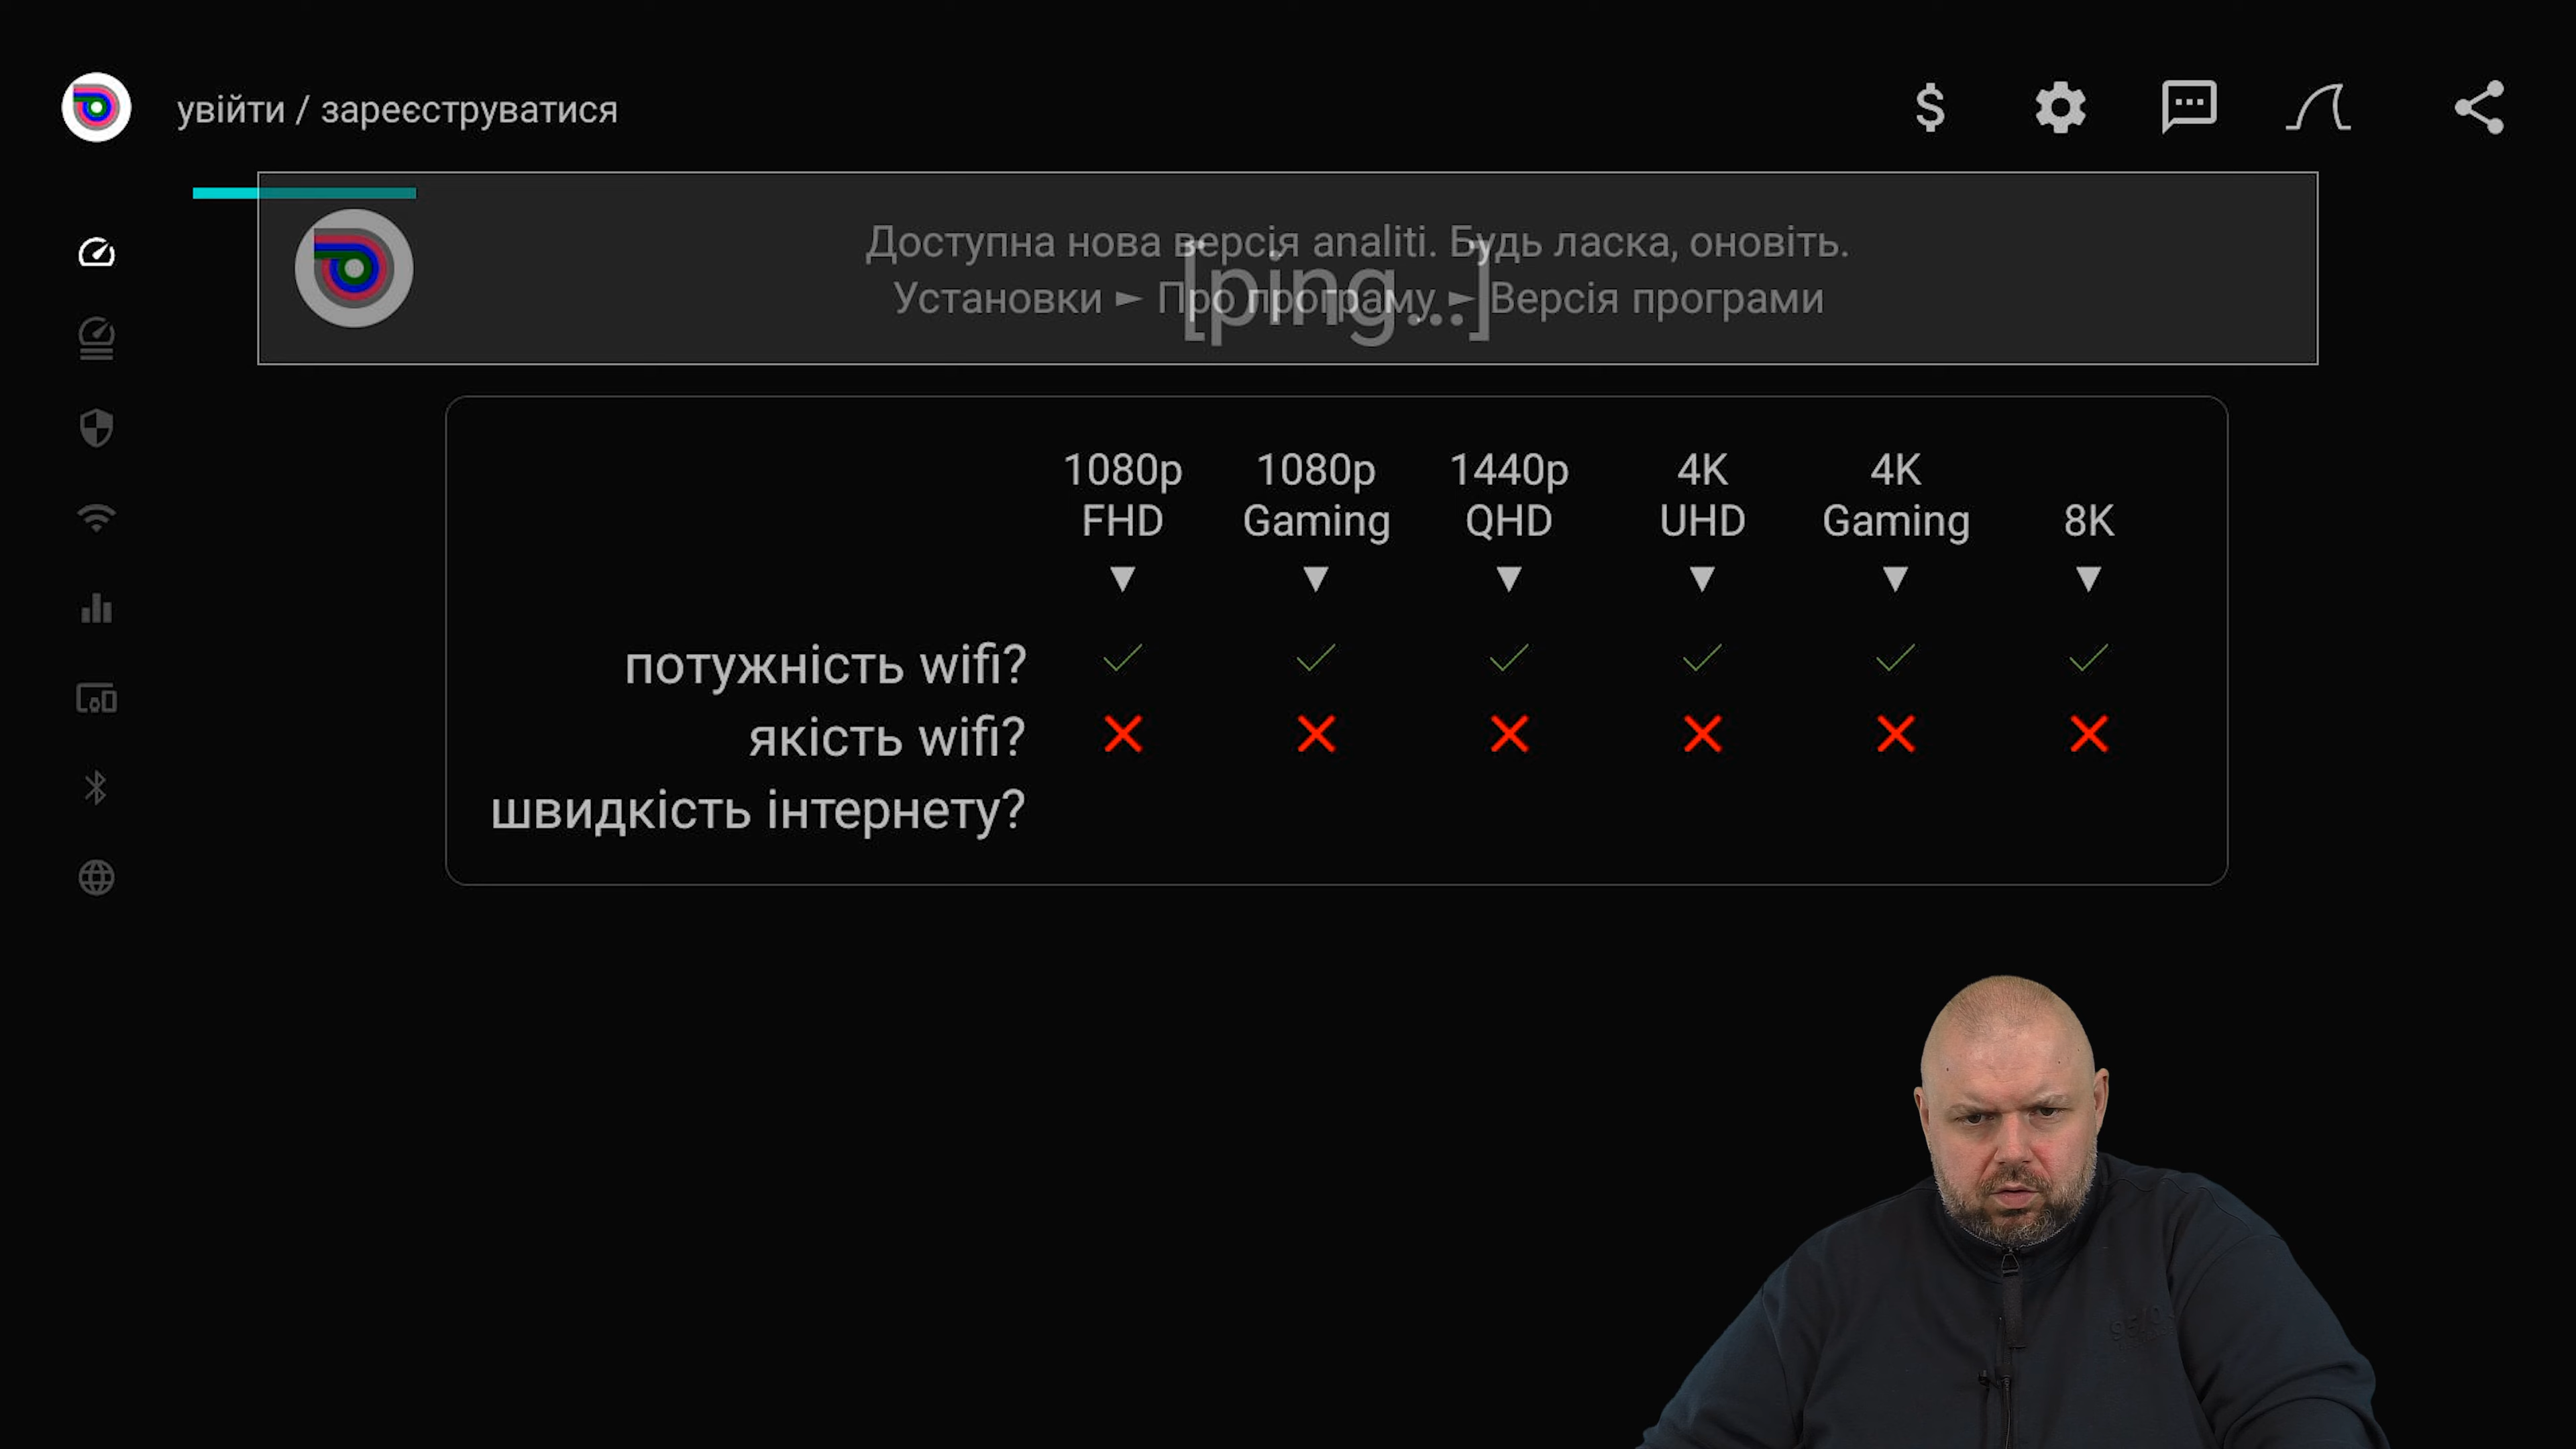 увійти / зареєструватися
$
Доступна нова версія analiti. Будь ласка, оновіть.
Установки ► Про програму ► Версія програми
[ping...]
1080p FHD
1080p Gaming
1440p QHD
4K UHD
4K Gaming
8K
потужність wifi?
якість wifi?
швидкість інтернету?